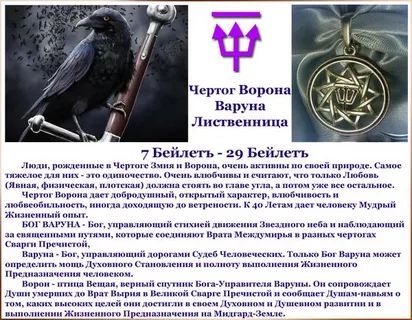 Чертог Ворона
Варуна
Лиственница
7 Бейлетъ - 29 Бейлетъ
Люди, рожденные в Чертоге Змия и Ворона, очень активны но своей природе. Самое
тяжелое для них - это одиночество. Очень влюбчивы и считают, что только Любовь
(Явная, физическая, плотская) должна стоять во главе угла, а потом уже все остальное.
Чертог Ворона дает добродушный, открытый характер, влюбчивость и
любвеобильность, иногда доходящую до ветрености. К 40 Летам дает человеку Мудрый
Жизненный опыт.
БОГ ВАРУНА - Бог, управляющий стихией движения Звездного неба и наблюдающий
за священными путями, которые соединяют Врата Междумирья в разных чертогах
Сварги Пречистой,
Варуна - Бог, управляющий дорогами Судеб Человеческих. Только Бог Варуна может
определить мощь Духовного Становления и полноту выполнения Жизненного
Предназначения человеком.
Ворон - птица Вещая, верный спутник Бога-Управителя Варуны. Он сопровождает
Души умерших до Врат Вырия в Великой Сварге Пречистой и сообщает Душам-навьям о
том, каких высоких целей они достигли в своем Духовном и Душевном развитии и в
выполнении Жизненного Предназначения на Мидгард-Земле.